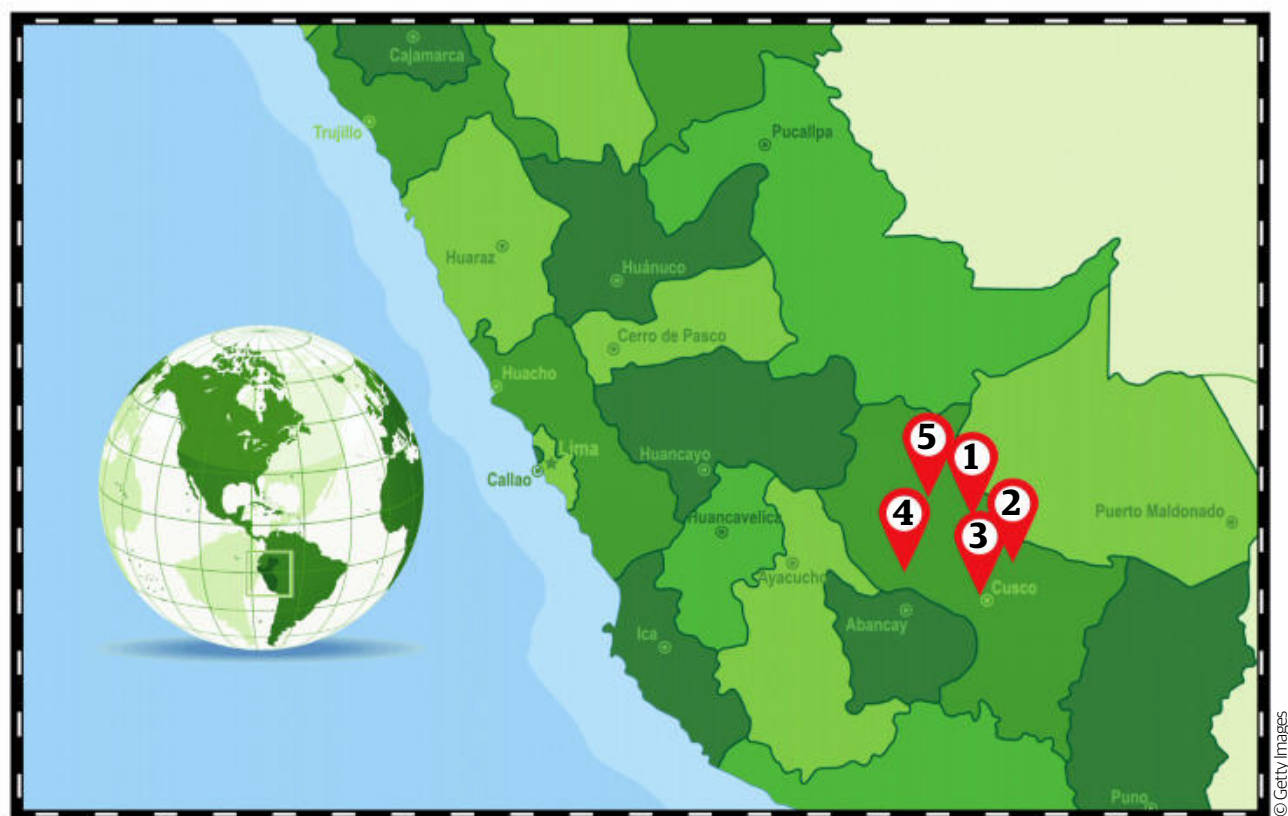 Cajamarca
Trujillo
Pucallpa
Huaraz
Huánuco
Cerro de Pasco
Huacho
Lima
Callao
Huancayo
Huancavelica
Ayacucho
5
1
4
2
3
Puerto Maldonado
Cusco
Abancay
Ica
Puno
© Getty Images